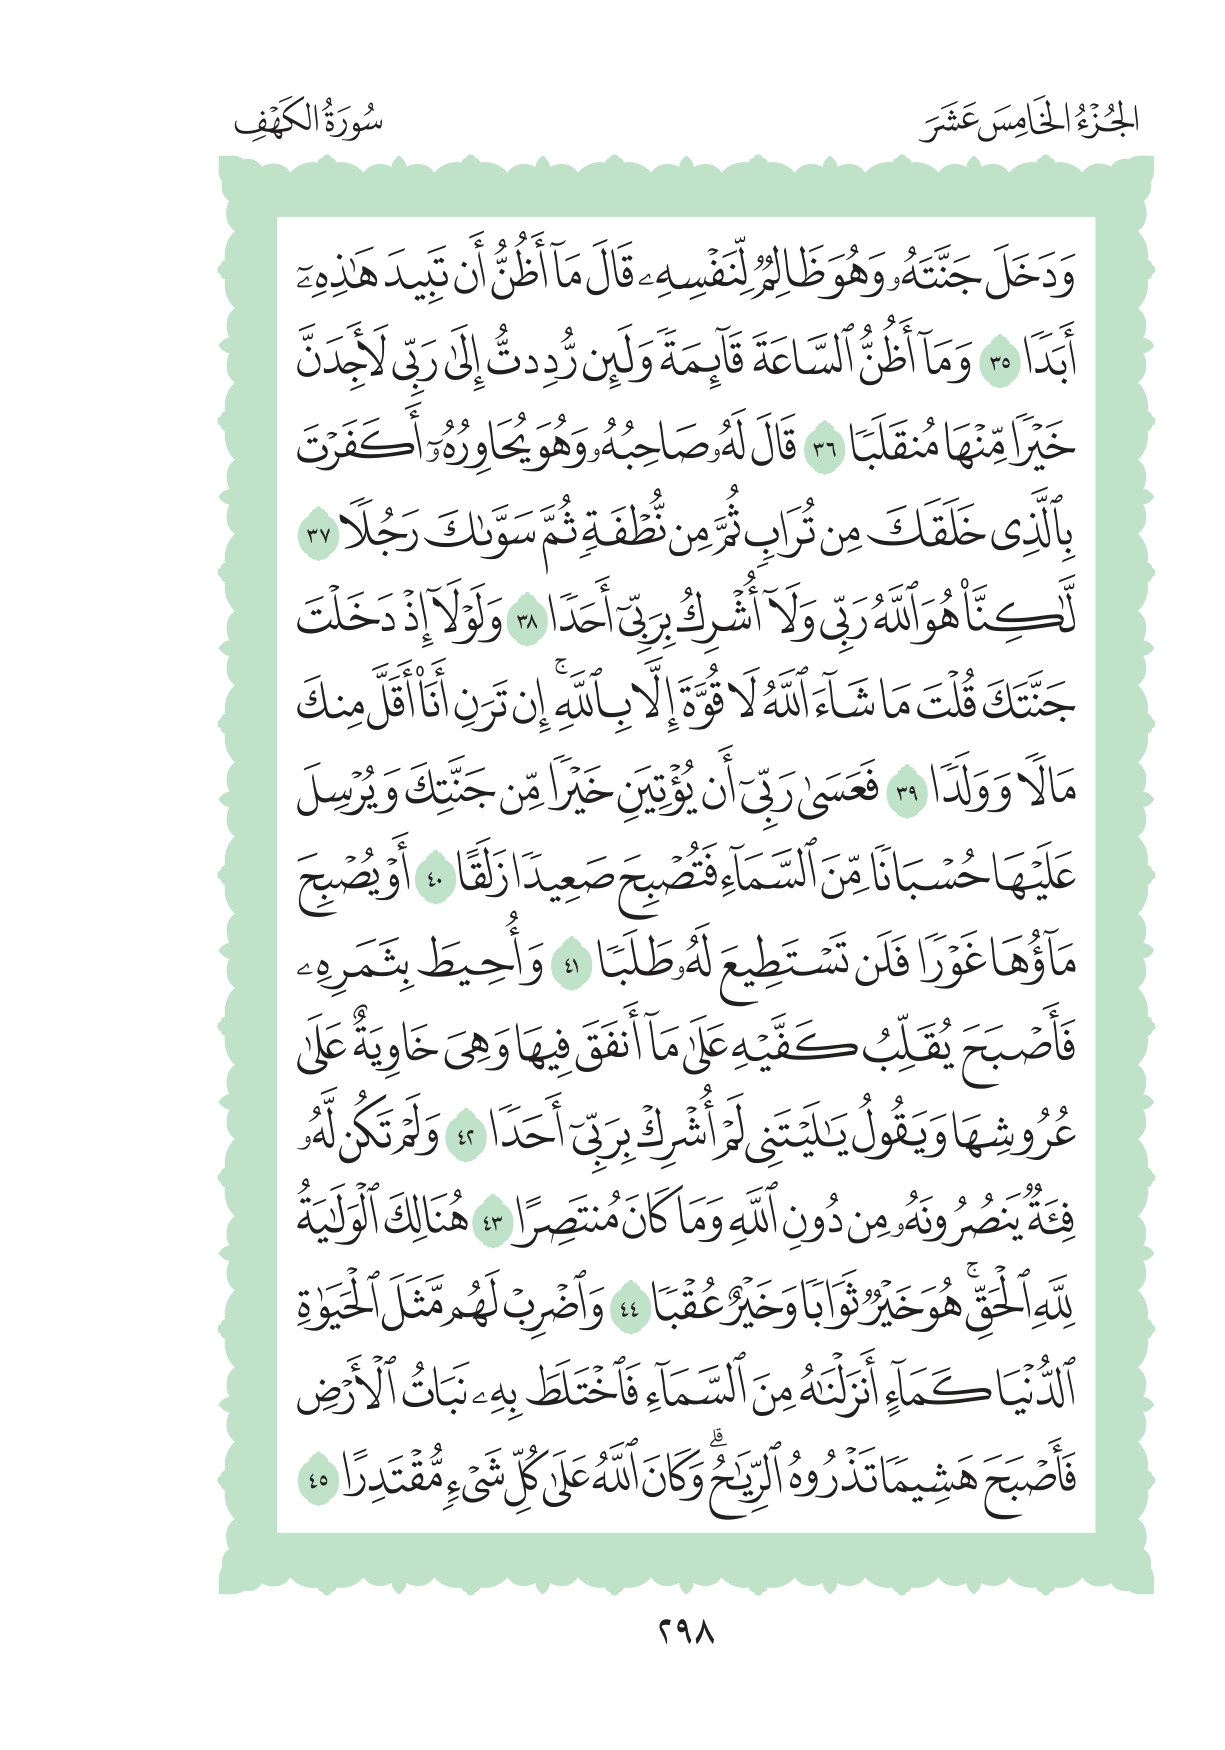 الجُزْءُ الخَامِسَ عَشَرَ
سُورَةُ الكَهْفِ
وَدَخَلَ جَنَّتَهُۥ وَهُوَ ظَالِمٌ لِّنَفْسِهِۦ قَالَ مَآ أَظُنُّ أَن تَبِيدَ هَٰذِهِۦٓ
أَبَدًا ٣٥ وَمَآ أَظُنُّ ٱلسَّاعَةَ قَآئِمَةً وَلَئِن رُّدِدتُّ إِلَىٰ رَبِّى لَأَجِدَنَّ
خَيْرًا مِّنْهَا مُنقَلَبًا ٣٦ قَالَ لَهُۥ صَاحِبُهُۥ وَهُوَ يُحَاوِرُهُۥٓ أَكَفَرْتَ
بِٱلَّذِى خَلَقَكَ مِن تُرَابٍ ثُمَّ مِن نُّطْفَةٍ ثُمَّ سَوَّىٰكَ رَجُلًا ٣٧
لَّٰكِنَّا۠ هُوَ ٱللَّهُ رَبِّى وَلَآ أُشْرِكُ بِرَبِّىٓ أَحَدًا ٣٨ وَلَوْلَآ إِذْ دَخَلْتَ
جَنَّتَكَ قُلْتَ مَا شَآءَ ٱللَّهُ لَا قُوَّةَ إِلَّا بِٱللَّهِ ۚ إِن تَرَنِ أَنَا۠ أَقَلَّ مِنكَ
مَالًا وَوَلَدًا ٣٩ فَعَسَىٰ رَبِّىٓ أَن يُؤْتِيَنِ خَيْرًا مِّن جَنَّتِكَ وَيُرْسِلَ
عَلَيْهَا حُسْبَانًا مِّنَ ٱلسَّمَآءِ فَتُصْبِحَ صَعِيدًا زَلَقًا ٤٠ أَوْ يُصْبِحَ
مَآؤُهَا غَوْرًا فَلَن تَسْتَطِيعَ لَهُۥ طَلَبًا ٤١ وَأُحِيطَ بِثَمَرِهِۦ
فَأَصْبَحَ يُقَلِّبُ كَفَّيْهِ عَلَىٰ مَآ أَنفَقَ فِيهَا وَهِىَ خَاوِيَةٌ عَلَىٰ
عُرُوشِهَا وَيَقُولُ يَٰلَيْتَنِى لَمْ أُشْرِكْ بِرَبِّىٓ أَحَدًا ٤٢ وَلَمْ تَكُن لَّهُۥ
فِئَةٌ يَنصُرُونَهُۥ مِن دُونِ ٱللَّهِ وَمَا كَانَ مُنتَصِرًا ٤٣ هُنَالِكَ ٱلْوَلَٰيَةُ
لِلَّهِ ٱلْحَقِّ ۚ هُوَ خَيْرٌ ثَوَابًا وَخَيْرٌ عُقْبًا ٤٤ وَٱضْرِبْ لَهُم مَّثَلَ ٱلْحَيَوٰةِ
ٱلدُّنْيَا كَمَآءٍ أَنزَلْنَٰهُ مِنَ ٱلسَّمَآءِ فَٱخْتَلَطَ بِهِۦ نَبَاتُ ٱلْأَرْضِ
فَأَصْبَحَ هَشِيمًا تَذْرُوهُ ٱلرِّيَٰحُ ۗ وَكَانَ ٱللَّهُ عَلَىٰ كُلِّ شَىْءٍ مُّقْتَدِرًا ٤٥
٢٩٨